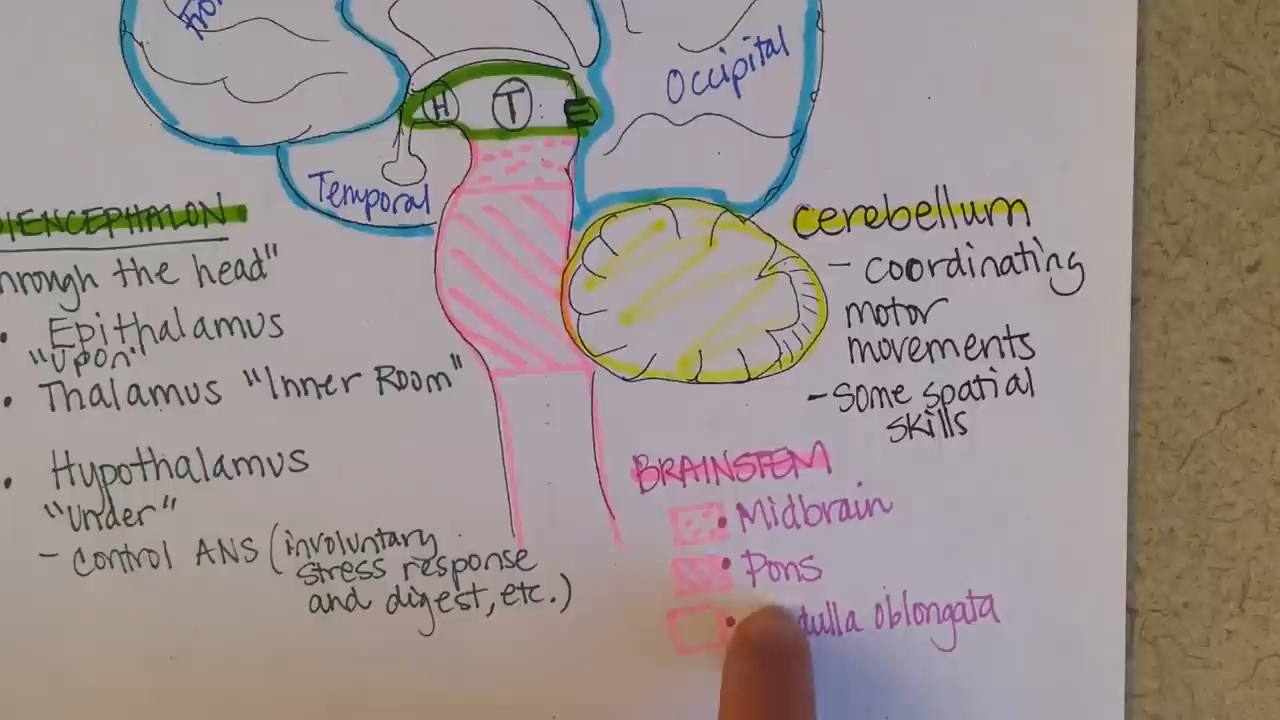 Occipital
H T E
Temporal
DIENCEPHALON
hrough the head"
• Epithalamus
"upon"
• Thalamus "Inner Room"
• Hypothalamus
"Under"
- Control ANS (involuntary
stress response
and digest, etc.)
cerebellum
- coordinating
motor
movements
- some spatial
skills
BRAINSTEM
• Midbrain
• Pons
• dulla oblongata